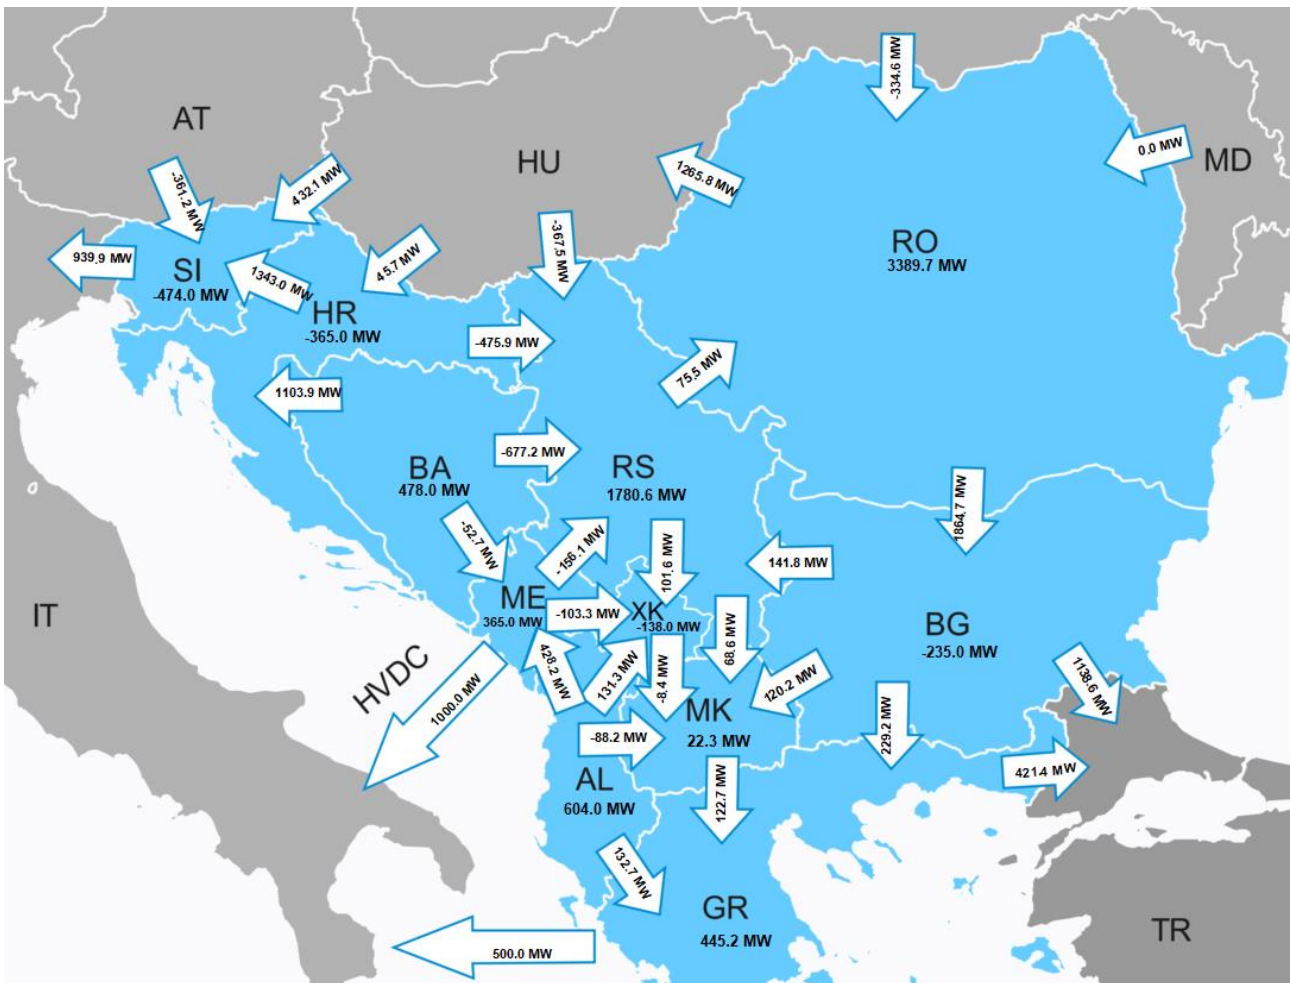 -334.6 MW
AT
HU
1265.8 MW
0.0 MW
MD
-361.2 MW
432.1 MW
939.9 MW
SI
-474.0 MW
1343.0 MW
45.7 MW
-367.5 MW
RO
3389.7 MW
HR
-365.0 MW
-475.9 MW
75.5 MW
1103.9 MW
BA
478.0 MW
-677.2 MW
RS
1780.6 MW
1864.7 MW
-52.7 MW
-156.1 MW
101.6 MW
141.8 MW
IT
ME
365.0 MW
-103.3 MW
XK
-138.0 MW
68.6 MW
BG
-235.0 MW
HVDC
1000.0 MW
428.2 MW
131.3 MW
-8.4 MW
120.2 MW
1138.6 MW
MK
22.3 MW
-88.2 MW
229.2 MW
AL
604.0 MW
122.7 MW
421.4 MW
132.7 MW
GR
445.2 MW
500.0 MW
TR